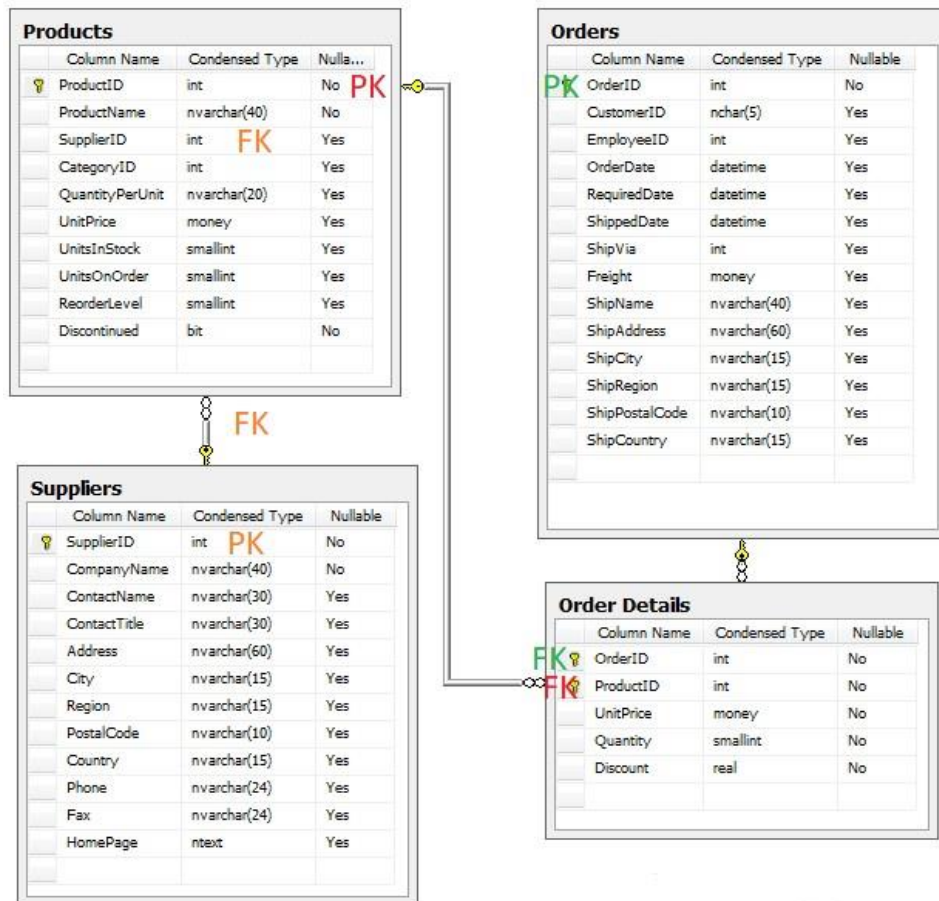 Products
Column Name Condensed Type Nulla...
ProductID int No PK
ProductName nvarchar(40) No
SupplierID int FK Yes
CategoryID int Yes
QuantityPerUnit nvarchar(20) Yes
UnitPrice money Yes
UnitsInStock smallint Yes
UnitsOnOrder smallint Yes
ReorderLevel smallint Yes
Discontinued bit No
FK
Suppliers
Column Name Condensed Type Nullable
SupplierID int PK No
CompanyName nvarchar(40) No
ContactName nvarchar(30) Yes
ContactTitle nvarchar(30) Yes
Address nvarchar(60) Yes
City nvarchar(15) Yes
Region nvarchar(15) Yes
PostalCode nvarchar(10) Yes
Country nvarchar(15) Yes
Phone nvarchar(24) Yes
Fax nvarchar(24) Yes
HomePage ntext Yes
Orders
Column Name Condensed Type Nullable
PK OrderID int No
CustomerID nchar(5) Yes
EmployeeID int Yes
OrderDate datetime Yes
RequiredDate datetime Yes
ShippedDate datetime Yes
ShipVia int Yes
Freight money Yes
ShipName nvarchar(40) Yes
ShipAddress nvarchar(60) Yes
ShipCity nvarchar(15) Yes
ShipRegion nvarchar(15) Yes
ShipPostalCode nvarchar(10) Yes
ShipCountry nvarchar(15) Yes
Order Details
Column Name Condensed Type Nullable
FK OrderID int No
FK ProductID int No
UnitPrice money No
Quantity smallint No
Discount real No